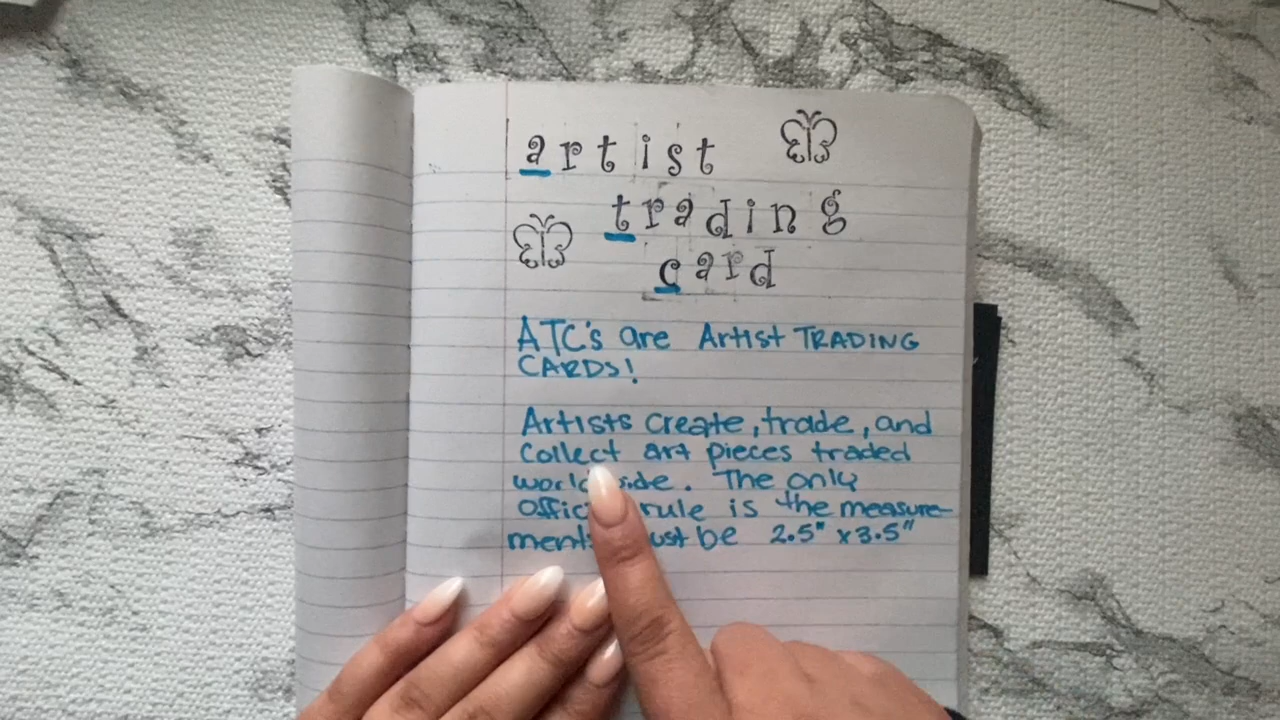 artist
trading
card
ATC's are Artist TRADING
CARDS!
Artists create, trade, and
collect art pieces traded
. The only
rule is the measure-
be 2.5" x 3.5"